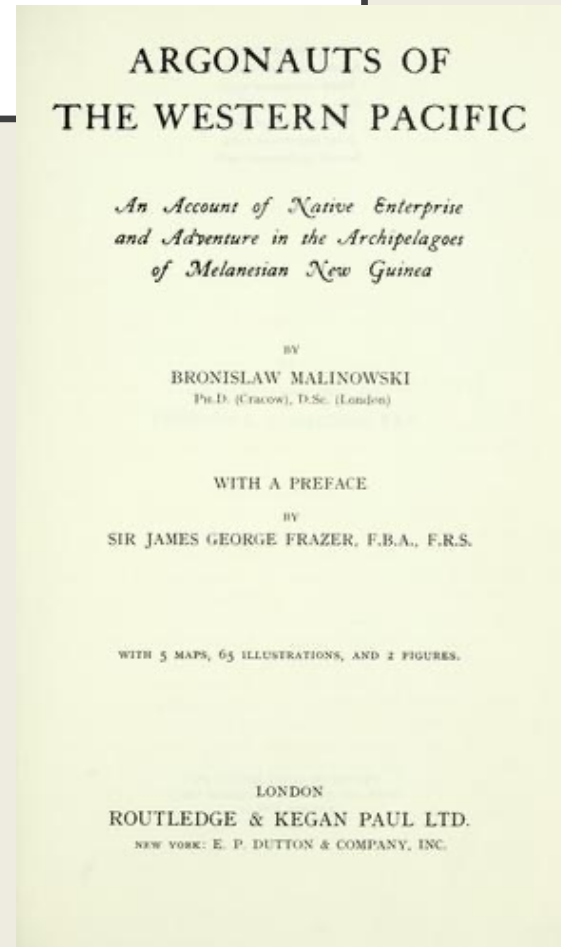 ARGONAUTS OF
THE WESTERN PACIFIC
An Account of Native Enterprise
and Adventure in the Archipelagoes
of Melanesian New Guinea
BY
BRONISLAW MALINOWSKI
Ph.D. (Cracow), D.Sc. (London)
WITH A PREFACE
BY
SIR JAMES GEORGE FRAZER, F.B.A., F.R.S.
WITH 5 MAPS, 65 ILLUSTRATIONS, AND 2 FIGURES.
LONDON
ROUTLEDGE & KEGAN PAUL LTD.
NEW YORK: E. P. DUTTON & COMPANY, INC.